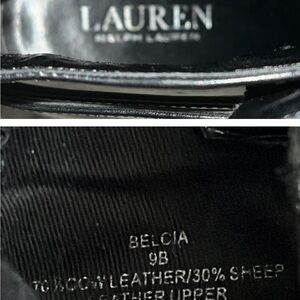 LAUREN
RALPH LAUREN
BELCIA
9B
70%COW LEATHER/30% SHEEP
LEATHER UPPER